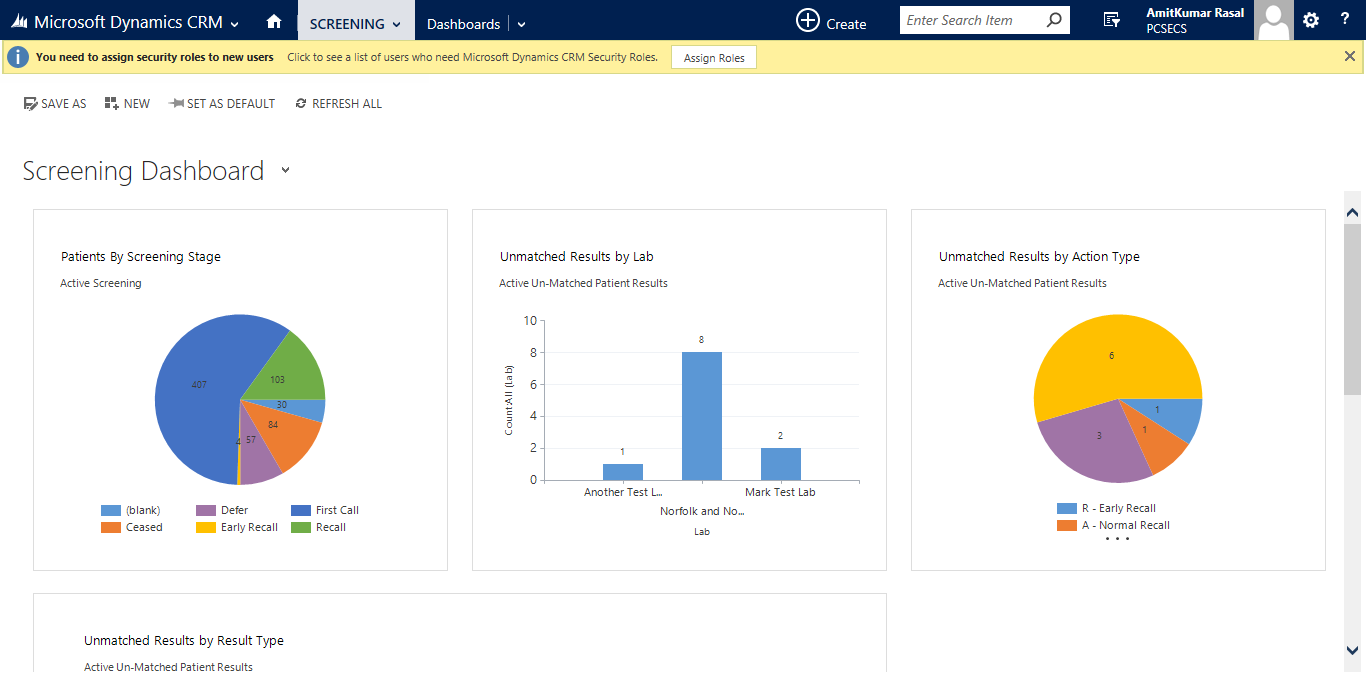 Microsoft Dynamics CRM SCREENING Dashboards Create Enter Search Item AmitKumar Rasal ?
PCSECS
i You need to assign security roles to new users Click to see a list of users who need Microsoft Dynamics CRM Security Roles. Assign Roles
SAVE AS NEW SET AS DEFAULT REFRESH ALL
Screening Dashboard
Patients By Screening Stage
Active Screening
407
103
30
84
57
4
(blank) Defer First Call
Ceased Early Recall Recall
Unmatched Results by Lab
Active Un-Matched Patient Results
CountAll (Lab)
10
8
6
4
2
0
1
8
2
Another Test L... Mark Test Lab
Norfolk and No...
Lab
Unmatched Results by Action Type
Active Un-Matched Patient Results
6
1
1
3
R - Early Recall
A - Normal Recall
• • •
Unmatched Results by Result Type
Active Un-Matched Patient Results